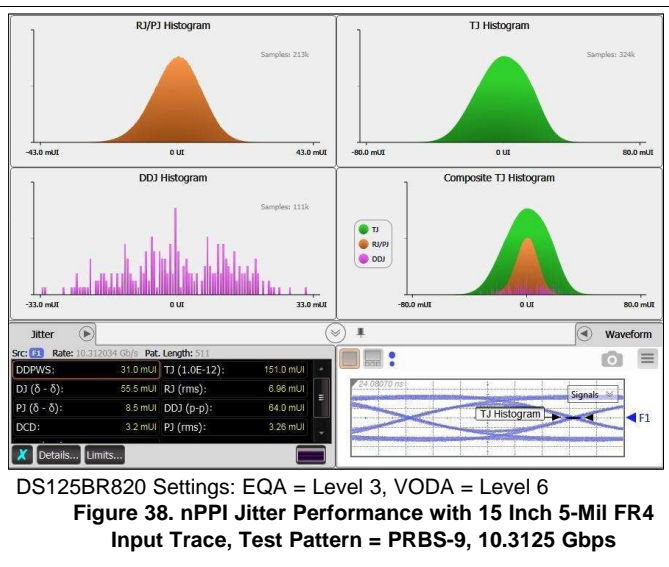 RJ/PJ Histogram
Samples: 213k
-43.0 mUI 0 UI 43.0 mUI
TJ Histogram
Samples: 324k
-80.0 mUI 0 UI 80.0 mUI
DDJ Histogram
Samples: 111k
-33.0 mUI 0 UI 33.0 mUI
Composite TJ Histogram
TJ
RJ/PJ
DDJ
-80.0 mUI 0 UI 80.0 mUI
Jitter
Waveform
Src: F1 Rate: 10.312034 Gb/s Pat. Length: 511
DDPWS: 31.0 mUI TJ (1.0E-12): 151.0 mUI
DJ (δ - δ): 55.5 mUI RJ (rms): 6.96 mUI
PJ (δ - δ): 8.5 mUI DDJ (p-p): 64.0 mUI
DCD: 3.2 mUI PJ (rms): 3.26 mUI
Details... Limits...
24.08070 ns
Signals
TJ Histogram
F1
DS125BR820 Settings: EQA = Level 3, VODA = Level 6
Figure 38. nPPI Jitter Performance with 15 Inch 5-Mil FR4
Input Trace, Test Pattern = PRBS-9, 10.3125 Gbps